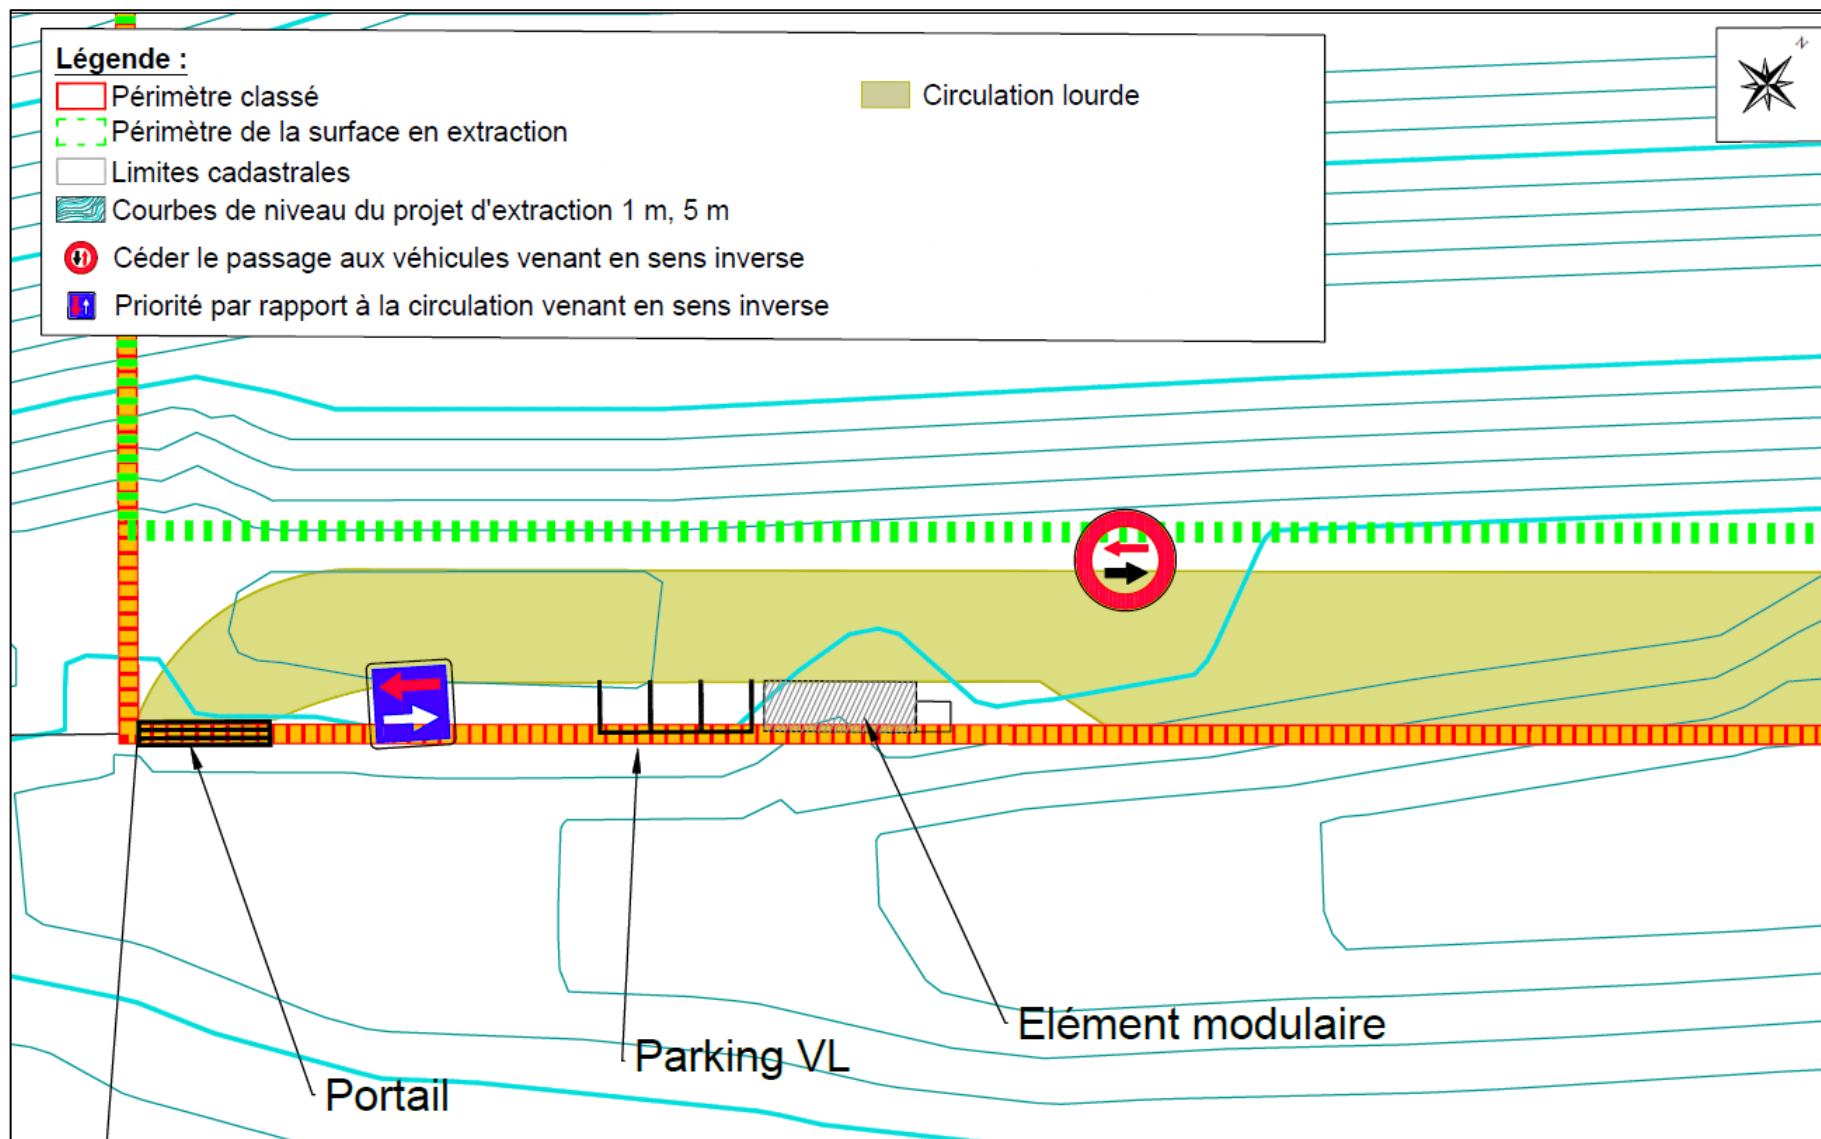 Légende :
Périmètre classé
Circulation lourde
Périmètre de la surface en extraction
Limites cadastrales
Courbes de niveau du projet d'extraction 1 m, 5 m
Céder le passage aux véhicules venant en sens inverse
Priorité par rapport à la circulation venant en sens inverse
N
Elément modulaire
Parking VL
Portail